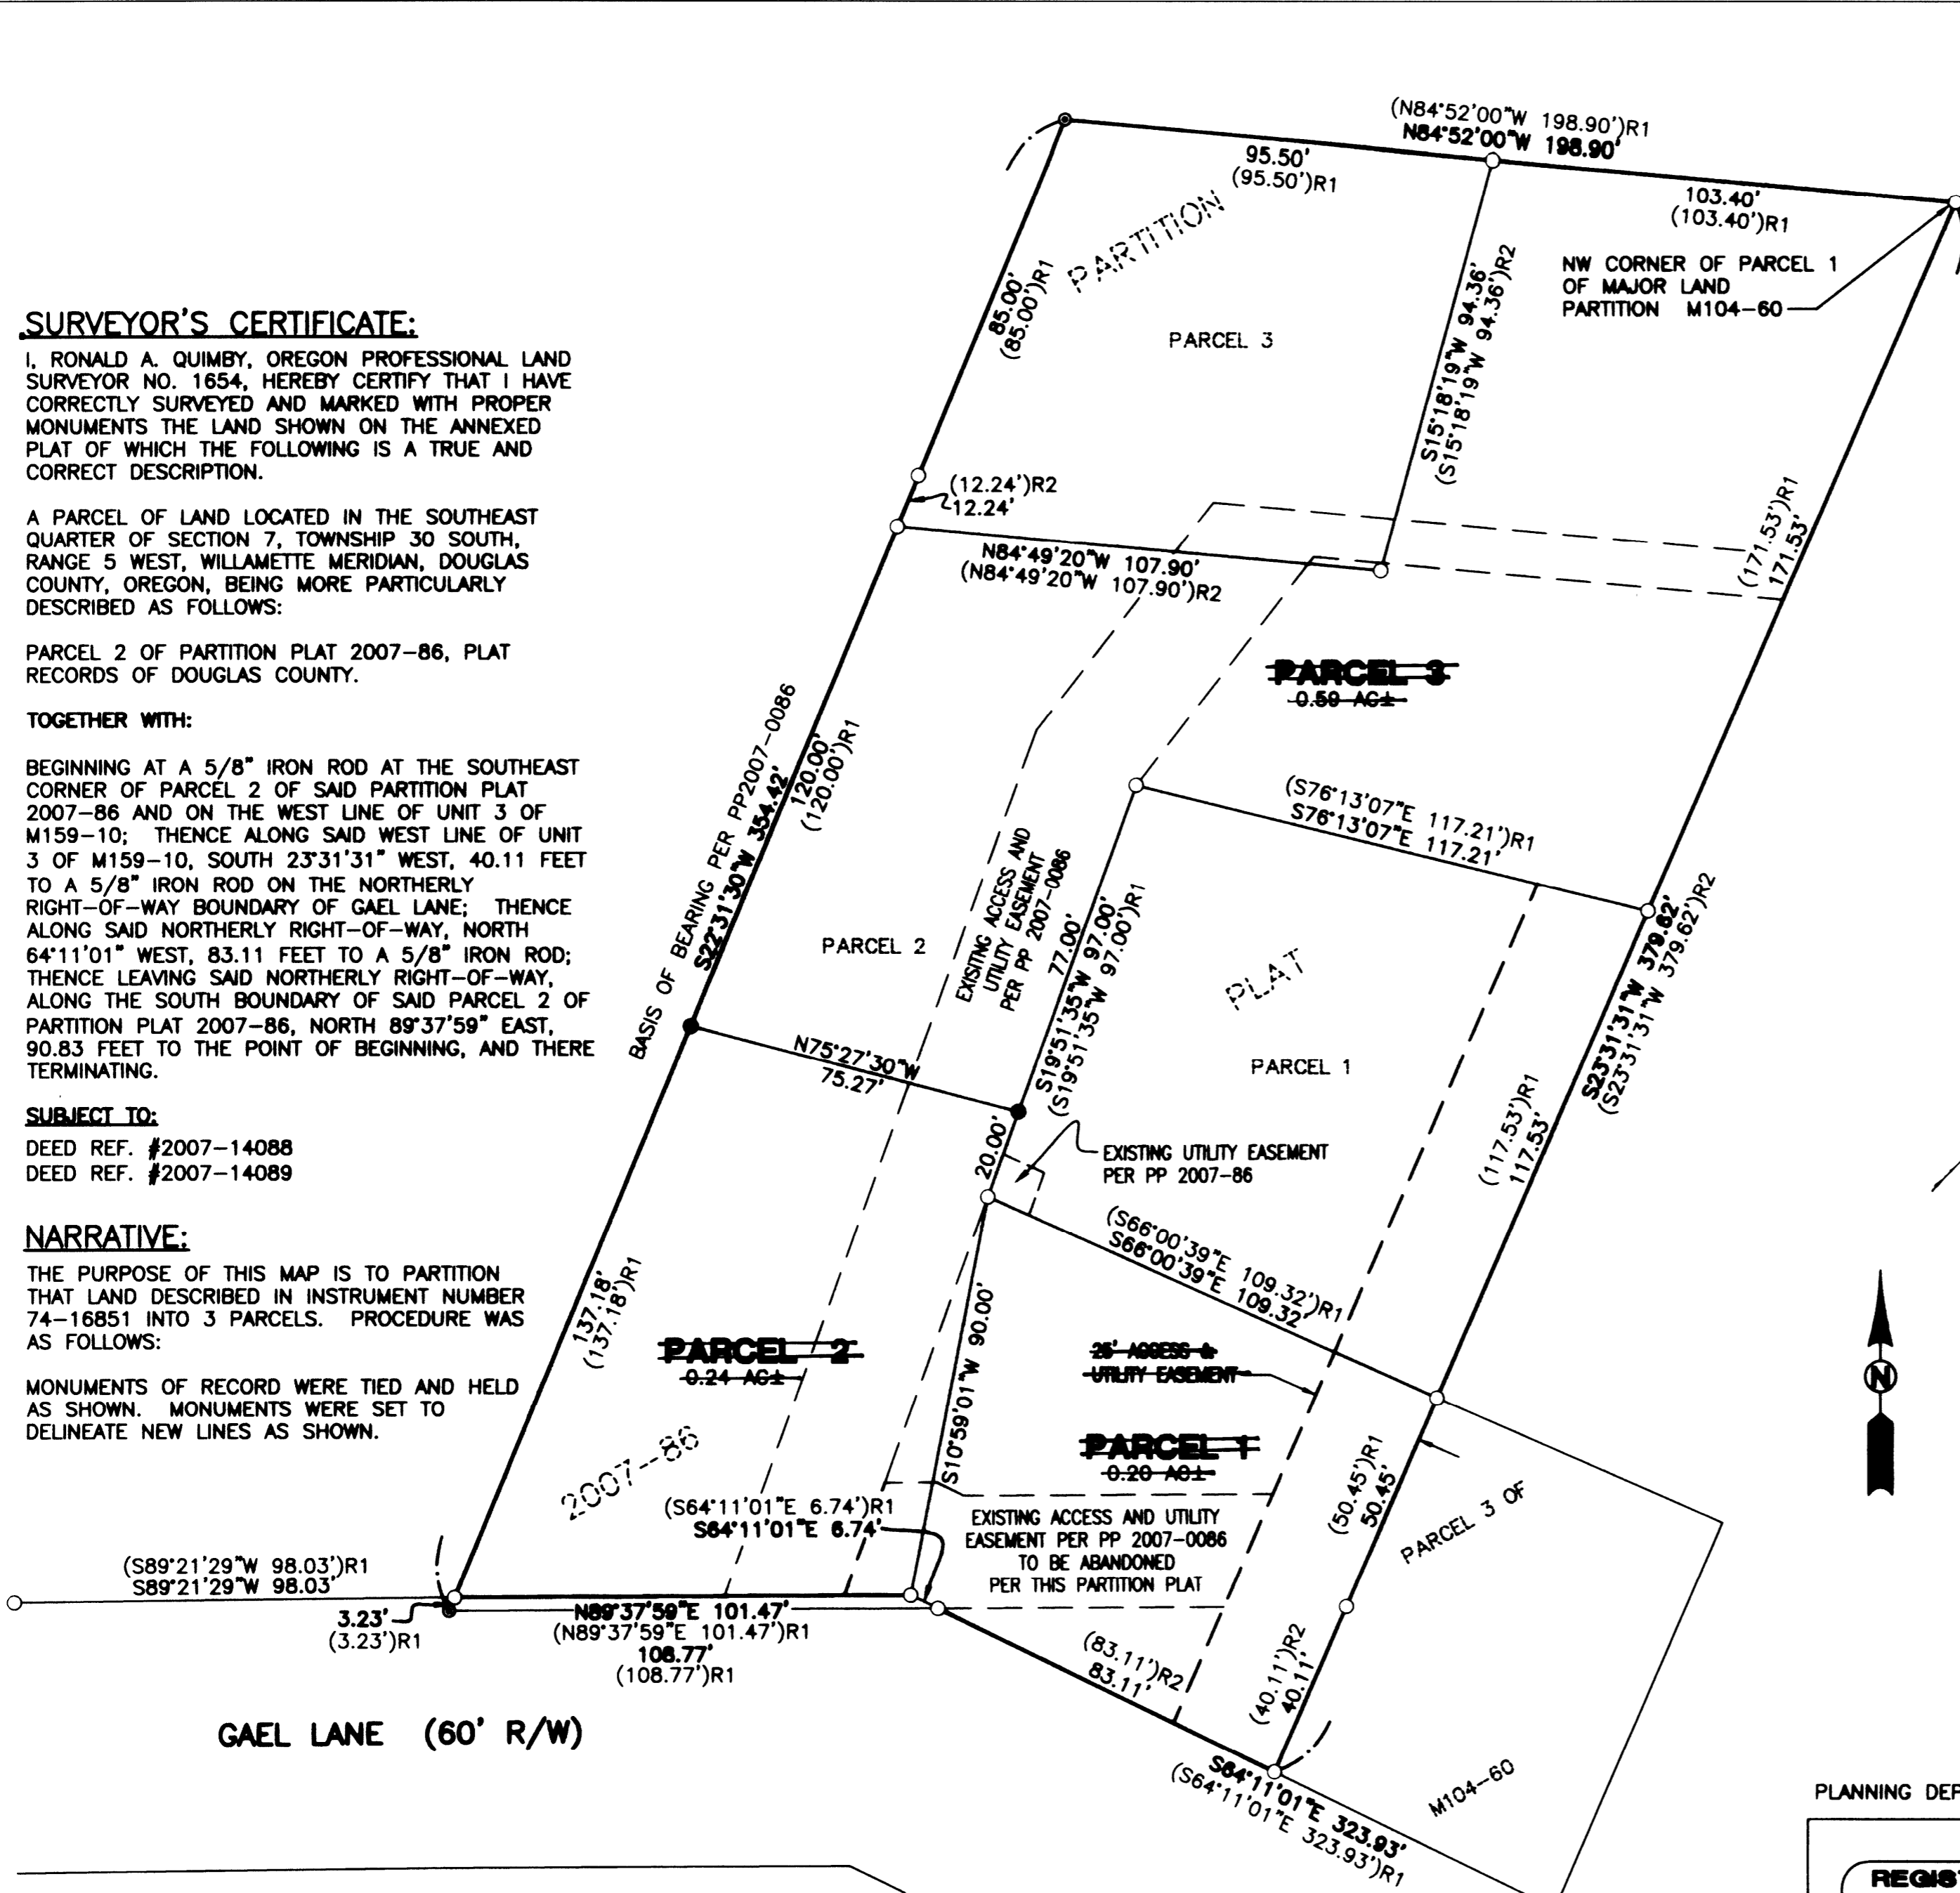 SURVEYOR'S CERTIFICATE:
I, RONALD A. QUIMBY, OREGON PROFESSIONAL LAND
SURVEYOR NO. 1654, HEREBY CERTIFY THAT I HAVE
CORRECTLY SURVEYED AND MARKED WITH PROPER
MONUMENTS THE LAND SHOWN ON THE ANNEXED
PLAT OF WHICH THE FOLLOWING IS A TRUE AND
CORRECT DESCRIPTION.
A PARCEL OF LAND LOCATED IN THE SOUTHEAST
QUARTER OF SECTION 7, TOWNSHIP 30 SOUTH,
RANGE 5 WEST, WILLAMETTE MERIDIAN, DOUGLAS
COUNTY, OREGON, BEING MORE PARTICULARLY
DESCRIBED AS FOLLOWS:
PARCEL 2 OF PARTITION PLAT 2007-86, PLAT
RECORDS OF DOUGLAS COUNTY.
TOGETHER WITH:
BEGINNING AT A 5/8" IRON ROD AT THE SOUTHEAST
CORNER OF PARCEL 2 OF SAID PARTITION PLAT
2007-86 AND ON THE WEST LINE OF UNIT 3 OF
M159-10; THENCE ALONG SAID WEST LINE OF UNIT
3 OF M159-10, SOUTH 23°31'31" WEST, 40.11 FEET
TO A 5/8" IRON ROD ON THE NORTHERLY
RIGHT-OF-WAY BOUNDARY OF GAEL LANE; THENCE
ALONG SAID NORTHERLY RIGHT-OF-WAY, NORTH
64°11'01" WEST, 83.11 FEET TO A 5/8" IRON ROD;
THENCE LEAVING SAID NORTHERLY RIGHT-OF-WAY,
ALONG THE SOUTH BOUNDARY OF SAID PARCEL 2 OF
PARTITION PLAT 2007-86, NORTH 89°37'59" EAST,
90.83 FEET TO THE POINT OF BEGINNING, AND THERE
TERMINATING.
SUBJECT TO:
DEED REF. #2007-14088
DEED REF. #2007-14089
NARRATIVE:
THE PURPOSE OF THIS MAP IS TO PARTITION
THAT LAND DESCRIBED IN INSTRUMENT NUMBER
74-16851 INTO 3 PARCELS. PROCEDURE WAS
AS FOLLOWS:
MONUMENTS OF RECORD WERE TIED AND HELD
AS SHOWN. MONUMENTS WERE SET TO
DELINEATE NEW LINES AS SHOWN.
(N84°52'00"W 198.90')R1
N84°52'00"W 198.90'
95.50'
(95.50')R1
103.40'
(103.40')R1
NW CORNER OF PARCEL 1
OF MAJOR LAND
PARTITION M104-60
PARTITION
85.00'
(85.00')R1
PARCEL 3
S15°18'19"W 94.36'
(S15°18'19"W 94.36')R2
(12.24')R2
12.24'
N84°49'20"W 107.90'
(N84°49'20"W 107.90')R2
(171.53')R1
171.53'
PARCEL 3
0.59 AC±
BASIS OF BEARING PER PP2007-0086
S22°31'30"W 354.42'
120.00'
(120.00')R1
(S76°13'07"E 117.21')R1
S76°13'07"E 117.21'
EXISITNG ACCESS AND
UTILITY EASEMENT
PER PP 2007-0086
77.00'
S19°51'35"W 97.00'
(S19°51'35"W 97.00')R1
PARCEL 2
PLAT
PARCEL 1
S23°31'31"W 379.62'
(S23°31'31"W 379.62')R2
N75°27'30"W
75.27'
(117.53')R1
117.53'
20.00'
EXISTING UTILITY EASEMENT
PER PP 2007-86
(S66°00'39"E 109.32')R1
S66°00'39"E 109.32'
137.18'
(137.18')R1
PARCEL 2
0.24 AC±
S10°59'01"W 90.00'
25' ACCESS &
UTILITY EASEMENT
PARCEL 1
0.20 AC±
N
2007-86
(S64°11'01"E 6.74')R1
S64°11'01"E 6.74'
EXISTING ACCESS AND UTILITY
EASEMENT PER PP 2007-0086
TO BE ABANDONED
PER THIS PARTITION PLAT
(50.45')R1
50.45'
PARCEL 3 OF
(S89°21'29"W 98.03')R1
S89°21'29"W 98.03'
3.23'
(3.23')R1
N89°37'59"E 101.47'
(N89°37'59"E 101.47')R1
108.77'
(108.77')R1
(83.11')R2
83.11'
(40.11')R2
40.11'
GAEL LANE (60' R/W)
S64°11'01"E 323.93'
(S64°11'01"E 323.93')R1
M104-60
PLANNING DEP
REGIS